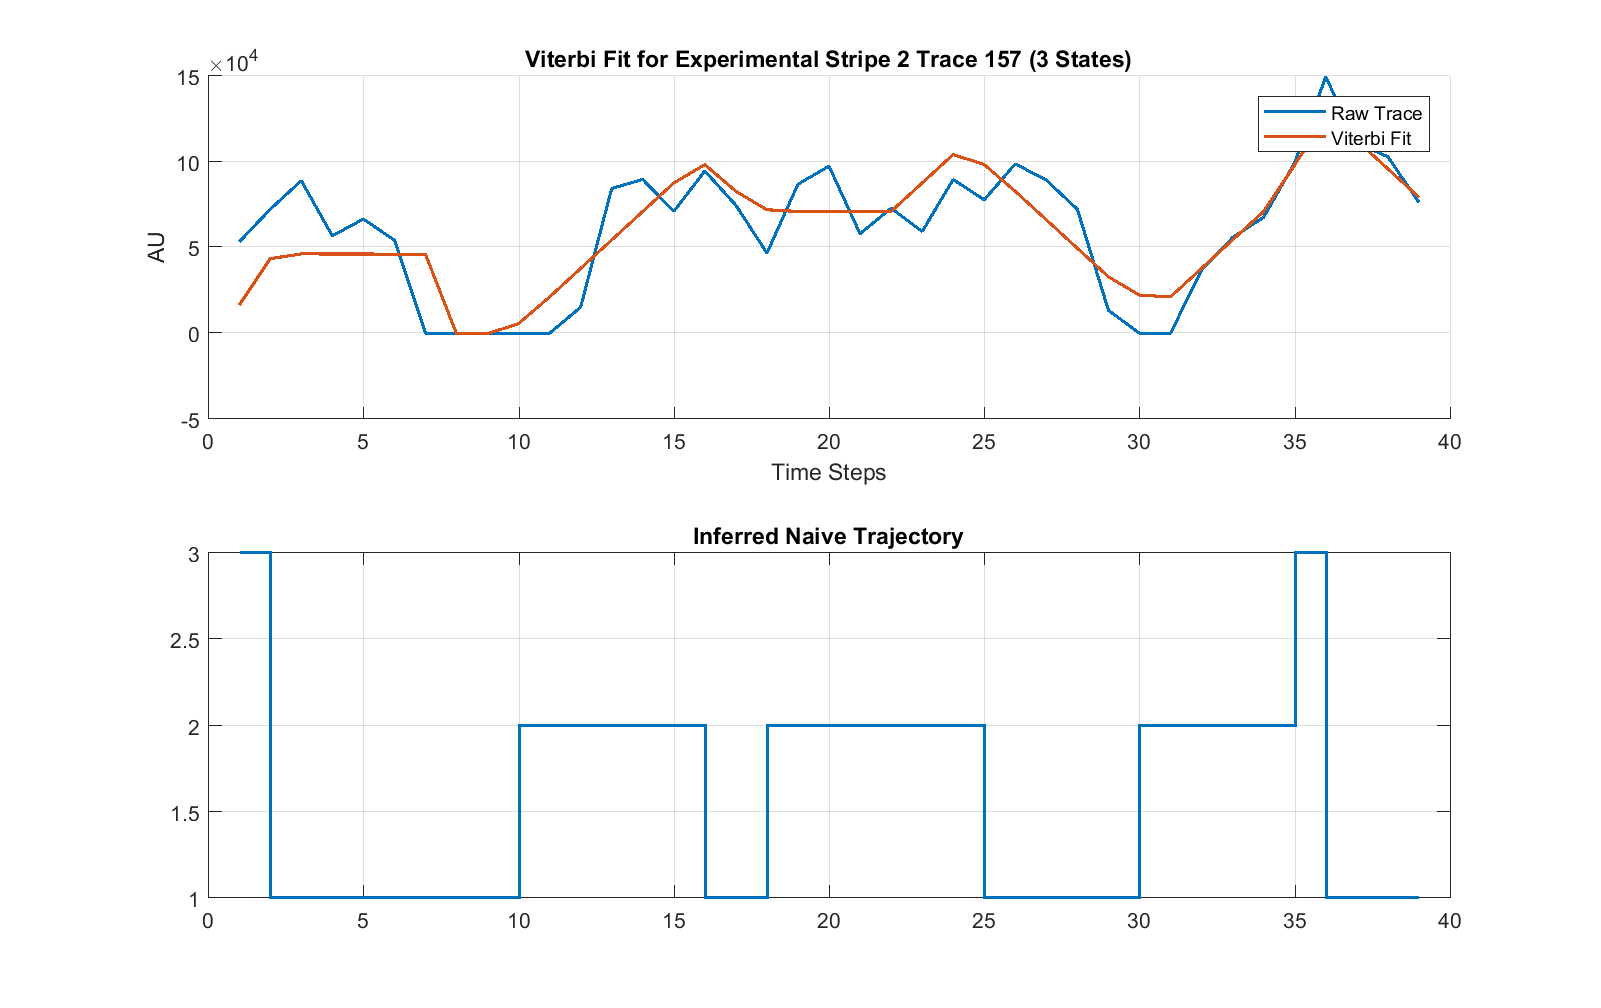 Viterbi Fit for Experimental Stripe 2 Trace 157 (3 States)
×10^4
15
10
5
0
-5
AU
Raw Trace
Viterbi Fit
0 5 10 15 20 25 30 35 40
Time Steps
Inferred Naive Trajectory
3
2.5
2
1.5
1
0 5 10 15 20 25 30 35 40